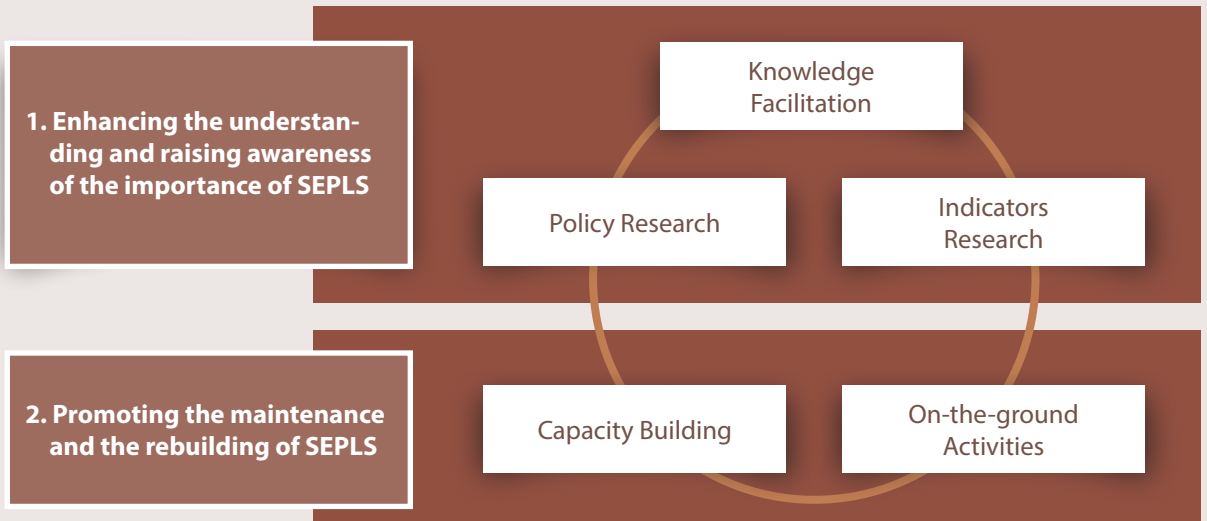 1. Enhancing the understan-
ding and raising awareness
of the importance of SEPLS
Knowledge
Facilitation
Policy Research
Indicators
Research
2. Promoting the maintenance
and the rebuilding of SEPLS
Capacity Building
On-the-ground
Activities